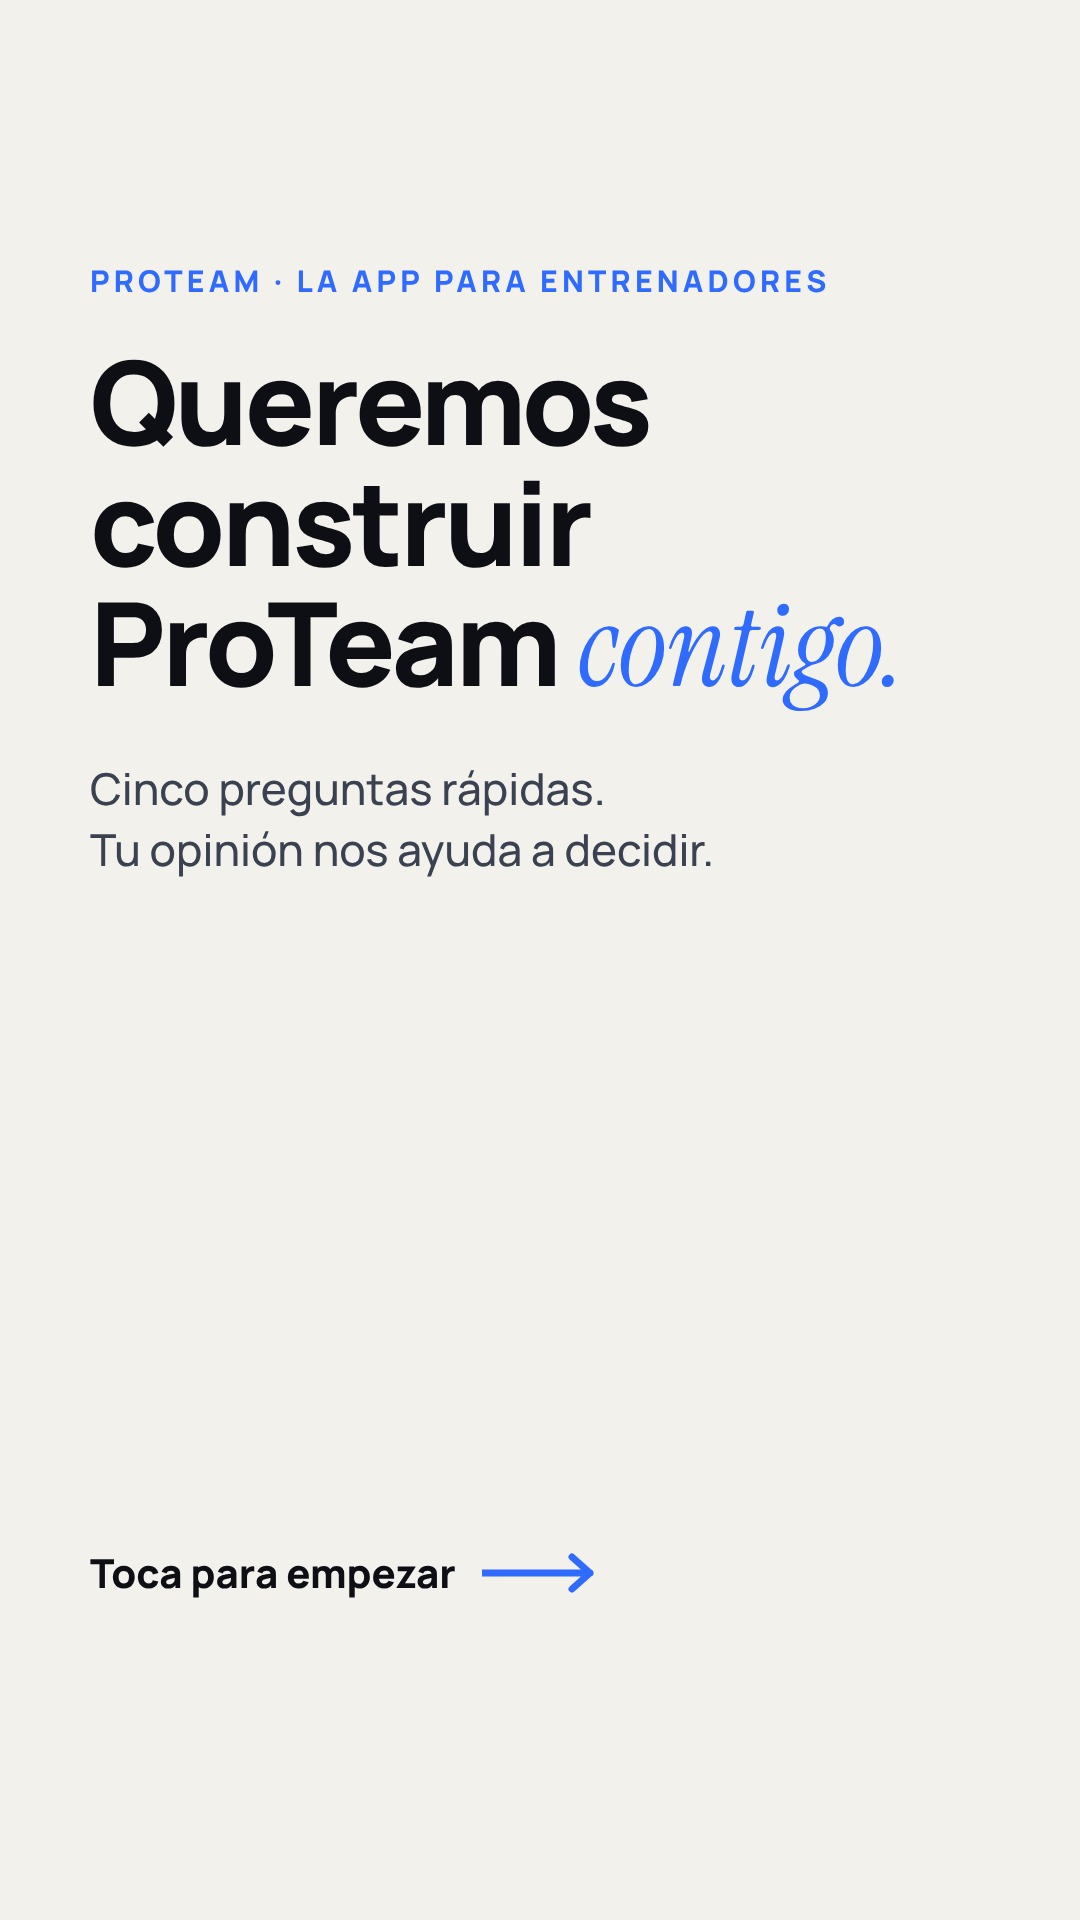 PROTEAM · LA APP PARA ENTRENADORES
Queremos
construir
ProTeam contigo.
Cinco preguntas rápidas.
Tu opinión nos ayuda a decidir.
Toca para empezar